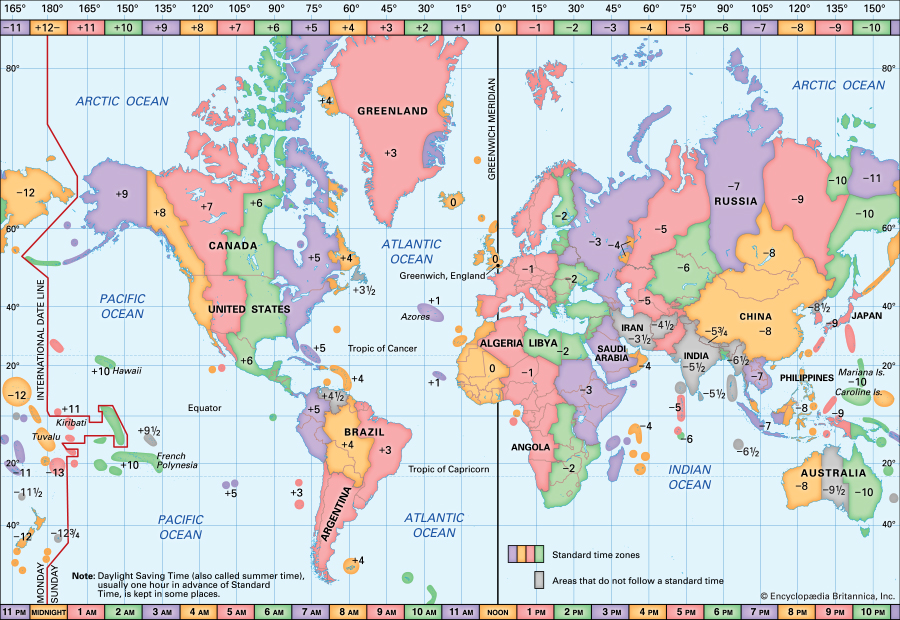 165° 180° 165° 150° 135° 120° 105° 90° 75° 60° 45° 30° 15° 0° 15° 30° 45° 60° 75° 90° 105° 120° 135° 150°
−11 +12− +11 +10 +9 +8 +7 +6 +5 +4 +3 +2 +1 0 −1 −2 −3 −4 −5 −6 −7 −8 −9 −10 −11
80° 80°
ARCTIC OCEAN
ARCTIC OCEAN
+4
GREENLAND
+3
GREENWICH MERIDIAN
−12
+9
+8
+7
+6
0
−2
−7
RUSSIA
−9
−10
−11
−10
60° 60°
CANADA
+5
+4
+3½
ATLANTIC
OCEAN
0
Greenwich, England
−1
−2
−3
−4
−5
−6
−8
INTERNATIONAL DATE LINE
PACIFIC
OCEAN
40° 40°
UNITED STATES
+6
+5
+1
Azores
+1
Tropic of Cancer
ALGERIA
LIBYA
−2
0
−1
SAUDI
ARABIA
IRAN
−3½
−4½
−5
−4
−5¾
INDIA
−5½
−6½
−5½
CHINA
−8
−8½
−9
JAPAN
−7
20° 20°
+10 Hawaii
PHILIPPINES
−8
Mariana Is.
−10
Caroline Is.
−9
−12
+11
Kiribati
Tuvalu
+9½
Equator
+4
+4½
+5
BRAZIL
+4
+3
−3
ANGOLA
−2
−4
−5
−6
−7
−6½
20° 20°
French
Polynesia
+10
−11
−13
−11½
+5
+3
Tropic of Capricorn
INDIAN
OCEAN
AUSTRALIA
−8
−9½
−10
40° 40°
−12
−12¾
PACIFIC
OCEAN
ARGENTINA
ATLANTIC
OCEAN
+4
MONDAY
SUNDAY
Note: Daylight Saving Time (also called summer time),
usually one hour in advance of Standard
Time, is kept in some places.
Standard time zones
Areas that do not follow a standard time
© Encyclopædia Britannica, Inc.
11 PM MIDNIGHT 1 AM 2 AM 3 AM 4 AM 5 AM 6 AM 7 AM 8 AM 9 AM 10 AM 11 AM NOON 1 PM 2 PM 3 PM 4 PM 5 PM 6 PM 7 PM 8 PM 9 PM 10 PM